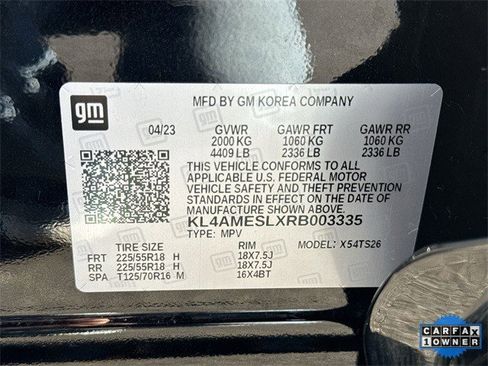 gm
MFD BY GM KOREA COMPANY
04/23 GVWR GAWR FRT GAWR RR
2000 KG 1060 KG 1060 KG
4409 LB 2336 LB 2336 LB
THIS VEHICLE CONFORMS TO ALL
APPLICABLE U.S. FEDERAL MOTOR
VEHICLE SAFETY AND THEFT PREVENTION
STANDARDS IN EFFECT ON THE DATE OF
MANUFACTURE SHOWN ABOVE.
KL4AMESLXRB003335
TYPE: MPV MODEL: X54TS26
TIRE SIZE RIM
FRT 225/55R18 H 18X7.5J
RR 225/55R18 H 18X7.5J
SPA T125/70R16 M 16X4BT
CARFAX
1 OWNER